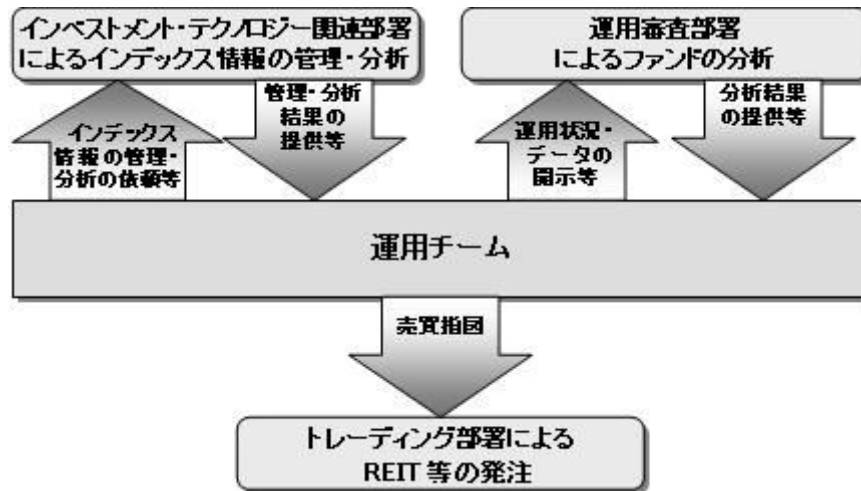 インベストメント・テクノロジー関連部署
によるインデックス情報の管理・分析
運用審査部署
によるファンドの分析
インデックス
情報の管理・
分析の依頼等
管理・分析
結果の
提供等
運用状況・
データの
開示等
分析結果
の提供等
運用チーム
売買指図
トレーディング部署による
REIT 等の発注